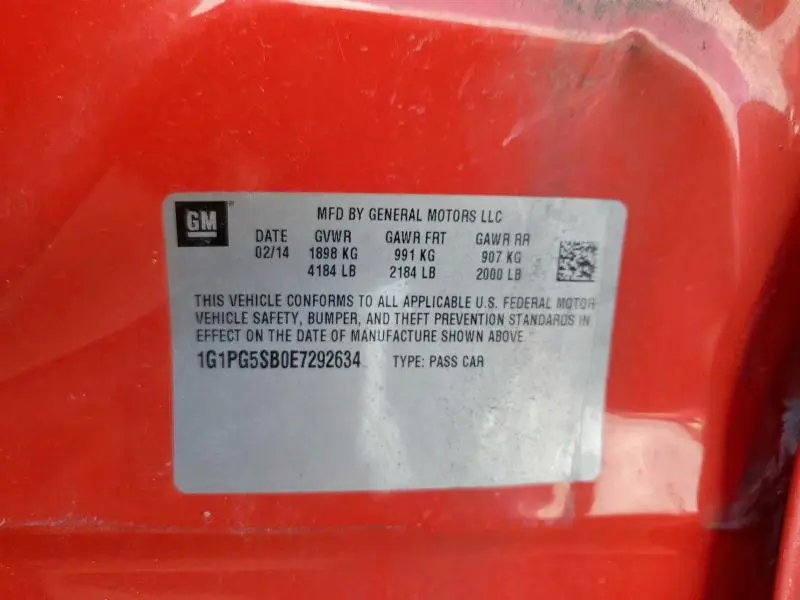 GM
MFD BY GENERAL MOTORS LLC
DATE GVWR GAWR FRT GAWR RR
02/14 1898 KG 991 KG 907 KG
4184 LB 2184 LB 2000 LB
THIS VEHICLE CONFORMS TO ALL APPLICABLE U.S. FEDERAL MOTOR
VEHICLE SAFETY, BUMPER, AND THEFT PREVENTION STANDARDS IN
EFFECT ON THE DATE OF MANUFACTURE SHOWN ABOVE.
1G1PG5SB0E7292634 TYPE: PASS CAR